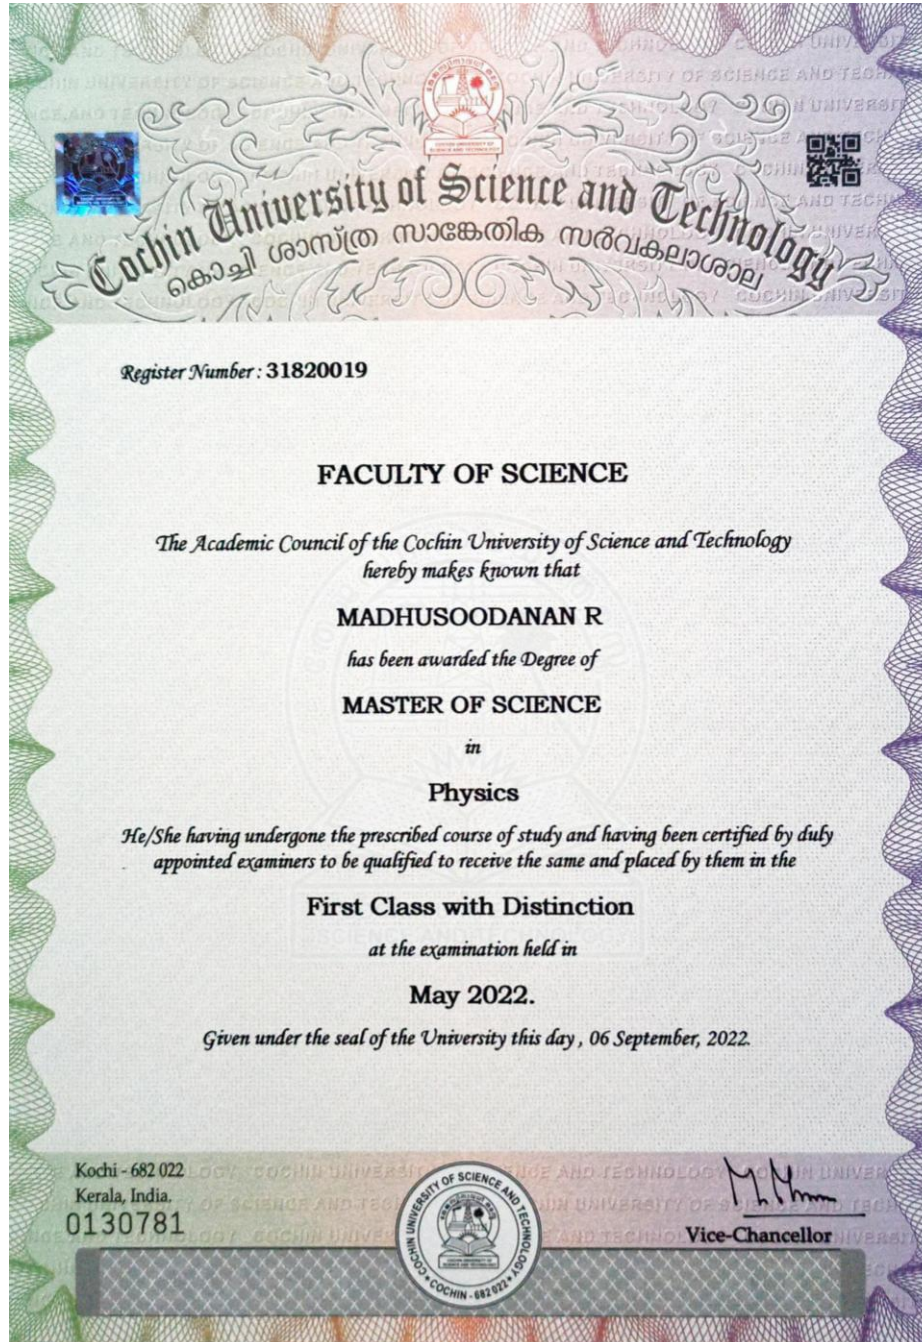 Cochin University of Science and Technology
കൊച്ചി ശാസ്ത്ര സാങ്കേതിക സർവകലാശാല
Register Number : 31820019
FACULTY OF SCIENCE
The Academic Council of the Cochin University of Science and Technology
hereby makes known that
MADHUSOODANAN R
has been awarded the Degree of
MASTER OF SCIENCE
in
Physics
He/She having undergone the prescribed course of study and having been certified by duly
appointed examiners to be qualified to receive the same and placed by them in the
First Class with Distinction
at the examination held in
May 2022.
Given under the seal of the University this day , 06 September, 2022.
Kochi - 682 022
Kerala, India.
0130781
COCHIN UNIVERSITY OF SCIENCE AND TECHNOLOGY
COCHIN - 682 022
Vice-Chancellor